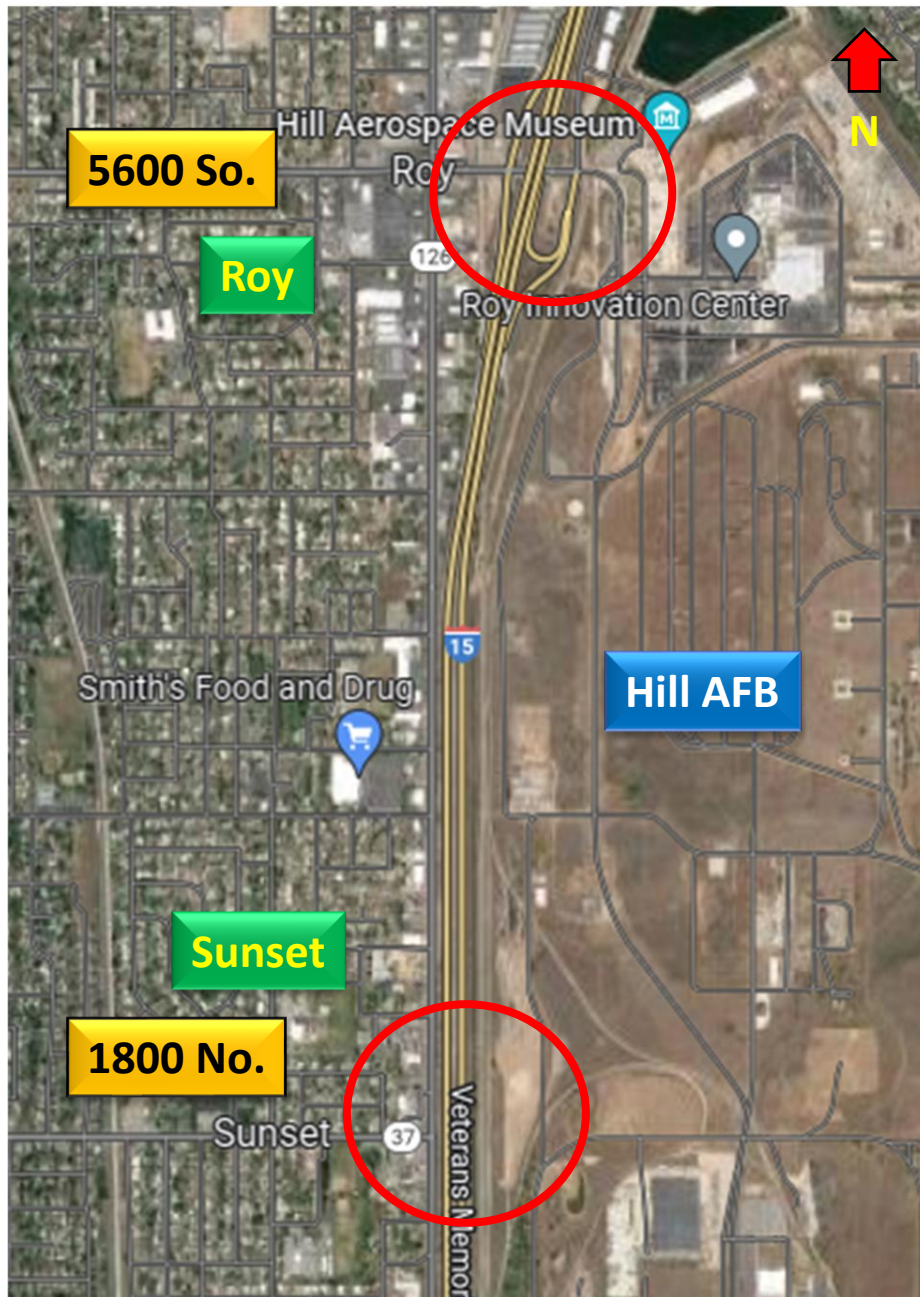 N
Hill Aerospace Museum
5600 So.
Roy
Roy
126
Roy Innovation Center
15
Hill AFB
Smith's Food and Drug
Sunset
1800 No.
Sunset
37
Veterans Memor